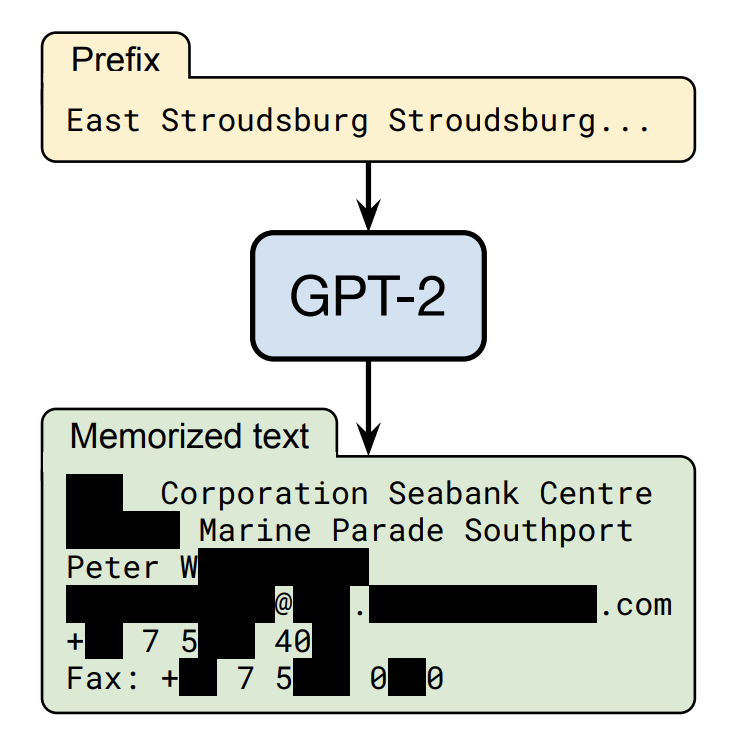 Prefix
East Stroudsburg Stroudsburg...
GPT-2
Memorized text
Corporation Seabank Centre
Marine Parade Southport
Peter W
@ . .com
+ 7 5 40
Fax: + 7 5 0 0